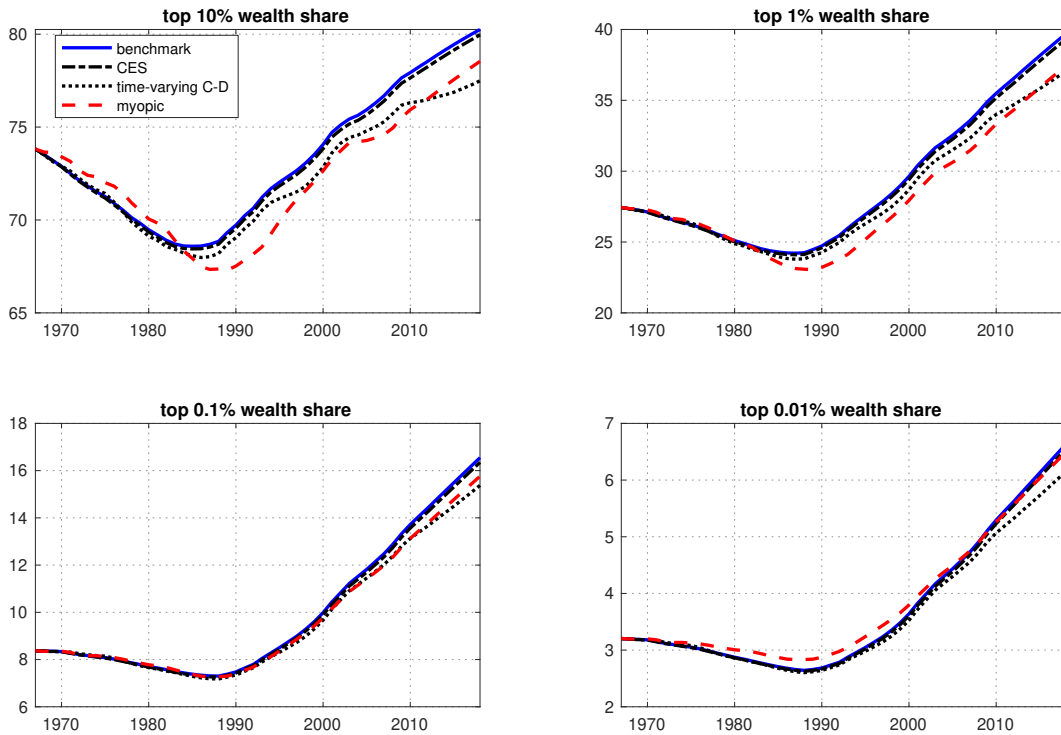 top 10% wealth share
80
75
70
65
benchmark
CES
time-varying C-D
myopic
1970 1980 1990 2000 2010
top 1% wealth share
40
35
30
25
20
1970 1980 1990 2000 2010
top 0.1% wealth share
18
16
14
12
10
8
6
1970 1980 1990 2000 2010
top 0.01% wealth share
7
6
5
4
3
2
1970 1980 1990 2000 2010